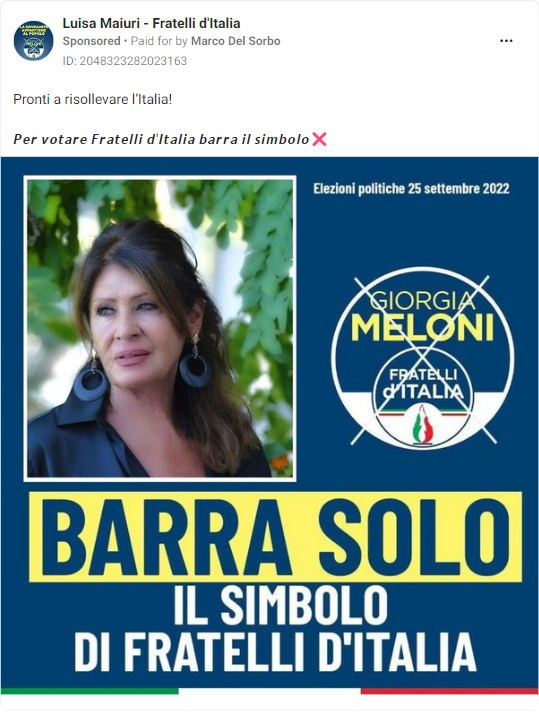 Luisa Maiuri - Fratelli d'Italia
Sponsored • Paid for by Marco Del Sorbo
ID: 2048323282023163
Pronti a risollevare l'Italia!
Per votare Fratelli d'Italia barra il simbolo❌
Elezioni politiche 25 settembre 2022
GIORGIA
MELONI
FRATELLI
d'ITALIA
BARRA SOLO
IL SIMBOLO
DI FRATELLI D'ITALIA